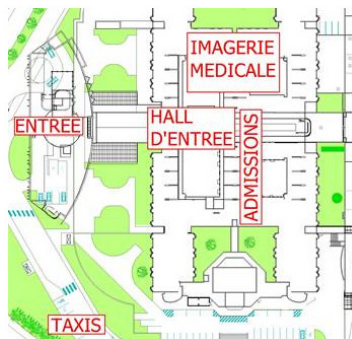 IMAGERIE
MEDICALE
ENTREE
HALL
D'ENTREE
ADMISSIONS
TAXIS